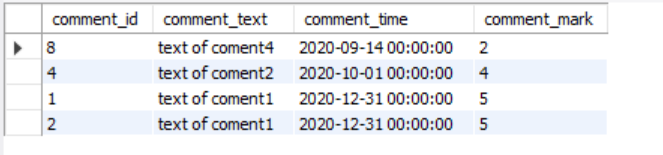 comment_id comment_text comment_time comment_mark
8 text of coment4 2020-09-14 00:00:00 2
4 text of coment2 2020-10-01 00:00:00 4
1 text of coment1 2020-12-31 00:00:00 5
2 text of coment1 2020-12-31 00:00:00 5